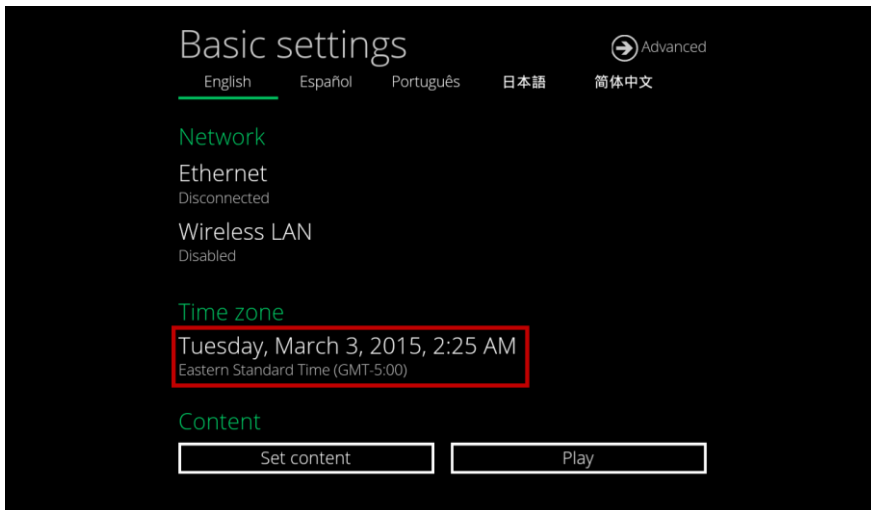 Basic settings
Advanced
English Español Português 日本語 简体中文
Network
Ethernet
Disconnected
Wireless LAN
Disabled
Time zone
Tuesday, March 3, 2015, 2:25 AM
Eastern Standard Time (GMT-5:00)
Content
Set content Play